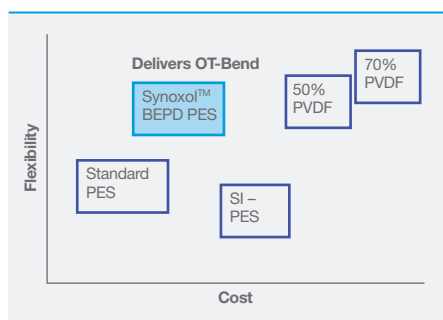 Delivers OT-Bend
Synoxol™
BEPD PES
50%
PVDF
70%
PVDF
Standard
PES
SI –
PES
Flexibility
Cost